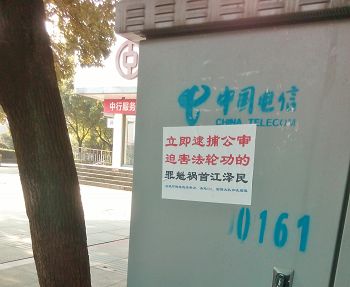 中国电信
CHINA TELECOM
中行服务
立即逮捕公审
迫害法轮功的
罪魁祸首江泽民
0161